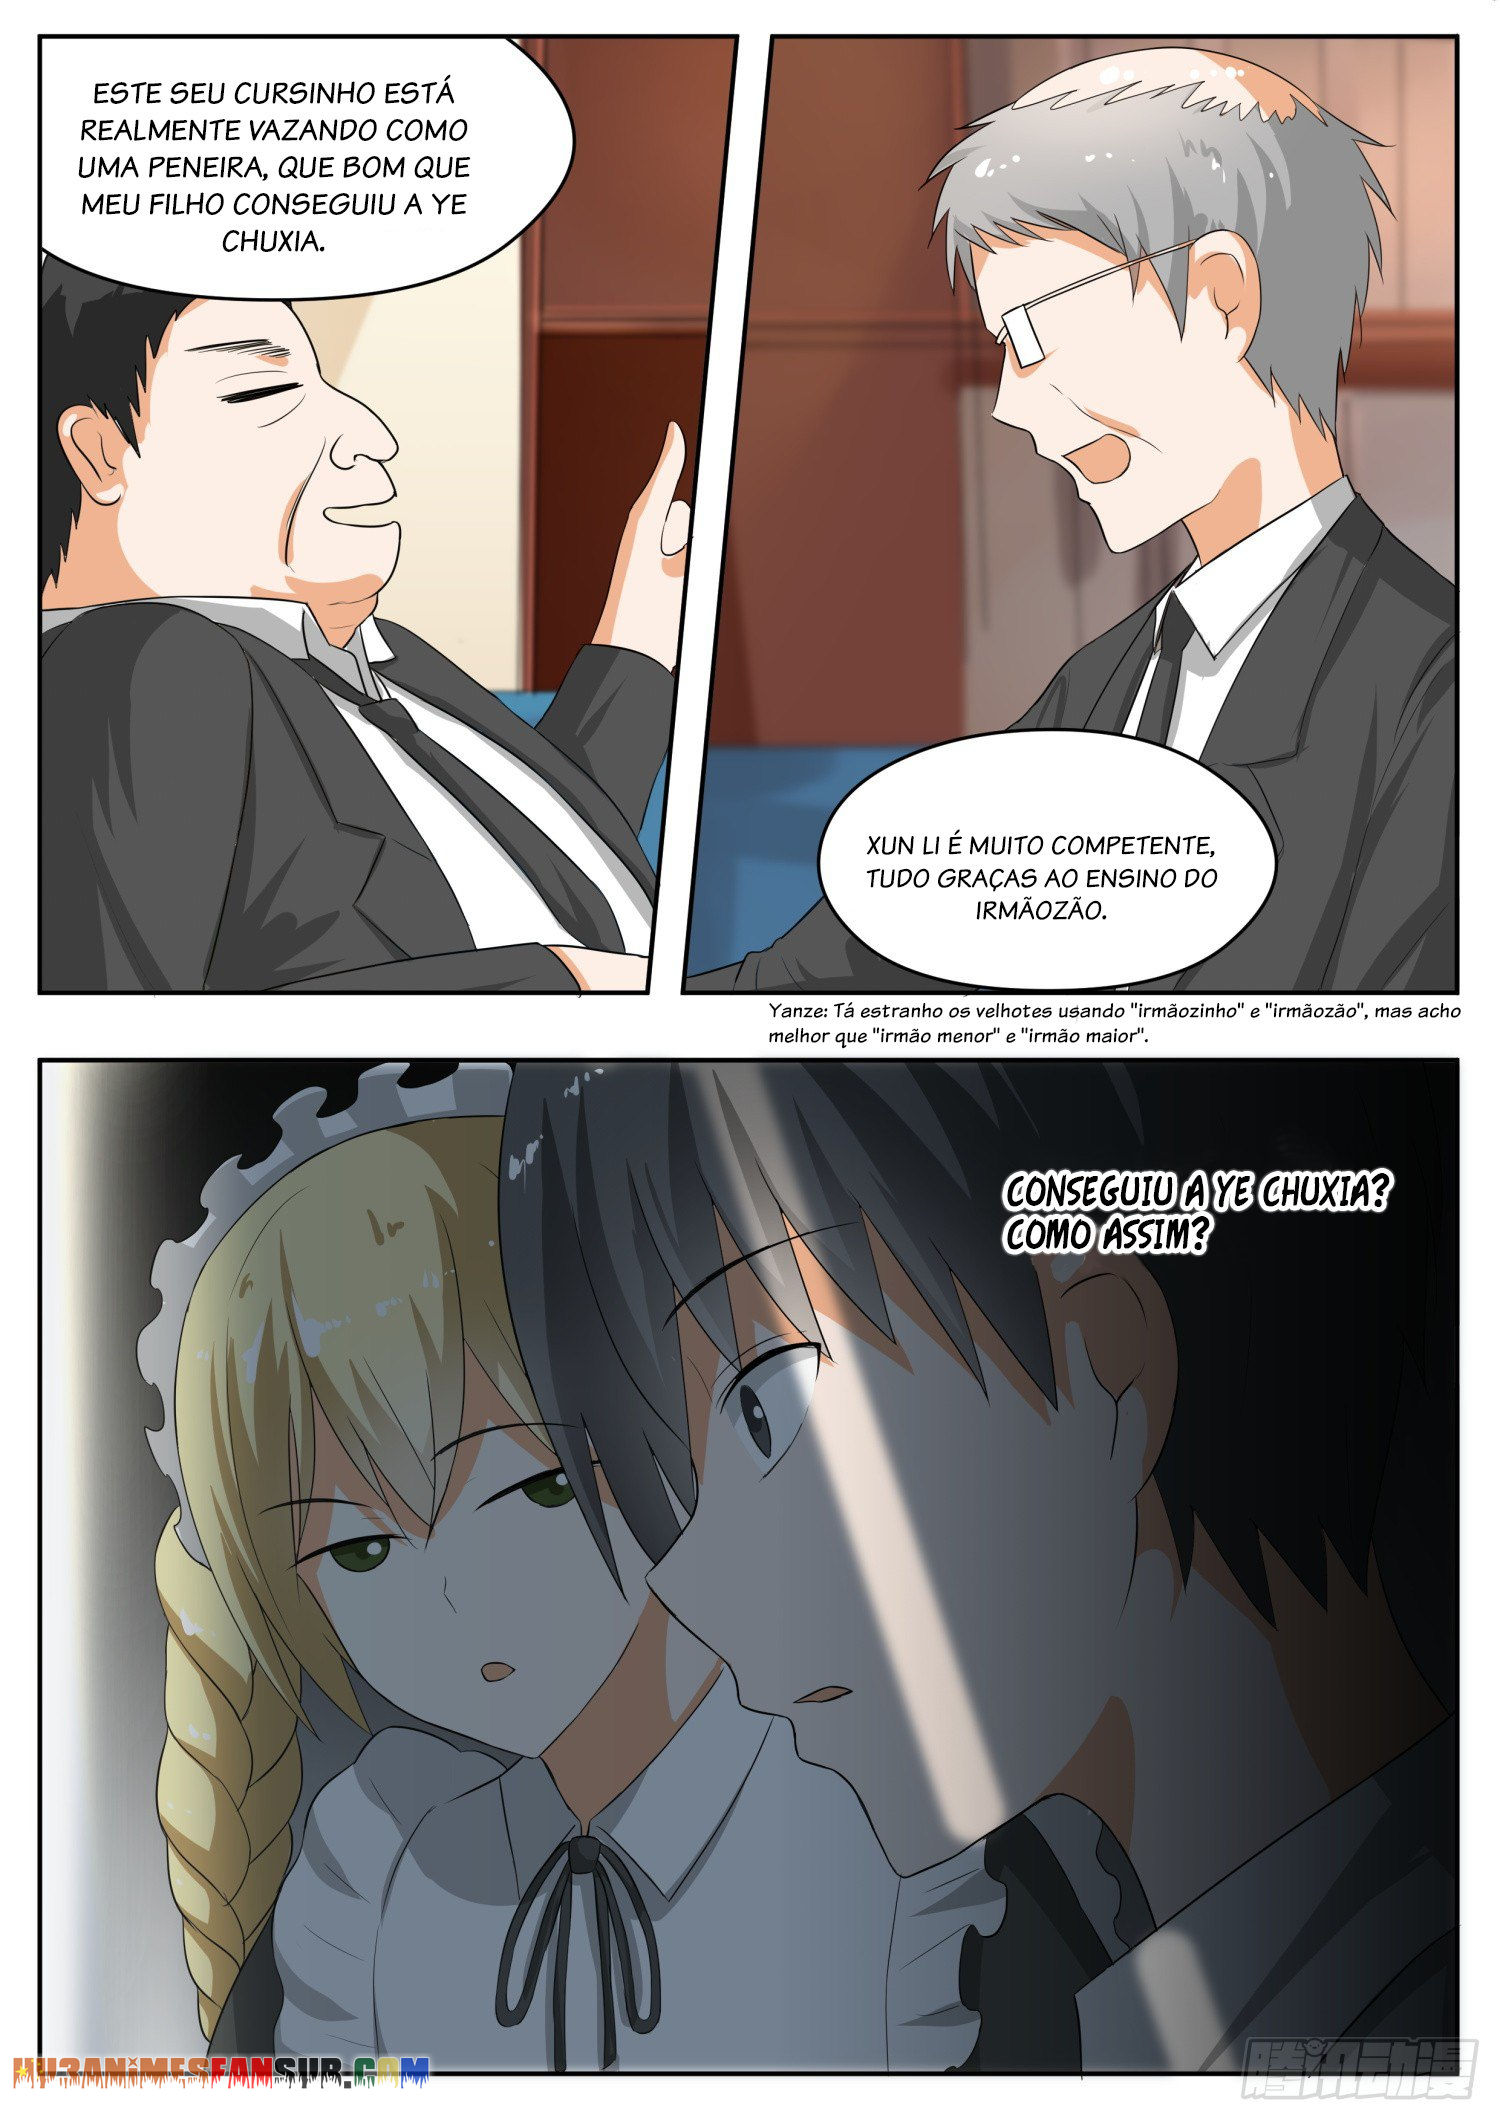 ESTE SEU CURSINHO ESTÁ
REALMENTE VAZANDO COMO
UMA PENEIRA, QUE BOM QUE
MEU FILHO CONSEGUIU A YE
CHUXIA.
XUN LI É MUITO COMPETENTE,
TUDO GRAÇAS AO ENSINO DO
IRMÃOZÃO.
Yanze: Tá estranho os velhotes usando "irmãozinho" e "irmãozão", mas acho
melhor que "irmão menor" e "irmão maior".
CONSEGUIU A YE CHUXIA?
COMO ASSIM?
YU3ANIMESFANSUB.COM
腾讯动漫